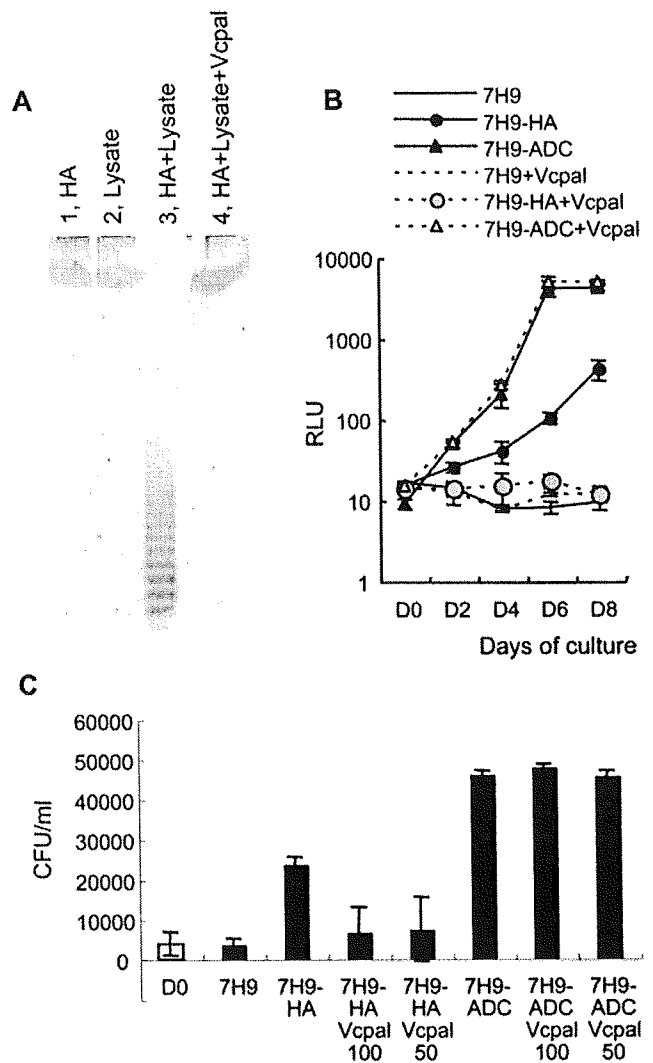 A
1, HA
2, Lysate
3, HA+Lysate
4, HA+Lysate+Vcpal
B
7H9
7H9-HA
7H9-ADC
7H9+Vcpal
7H9-HA+Vcpal
7H9-ADC+Vcpal
10000
1000
100
10
1
RLU
D0 D2 D4 D6 D8
Days of culture
C
60000
50000
40000
30000
20000
10000
0
CFU/ml
D0
7H9
7H9-
HA
7H9-
HA
Vcpal
100
7H9-
HA
Vcpal
50
7H9-
ADC
7H9-
ADC
Vcpal
100
7H9-
ADC
Vcpal
50